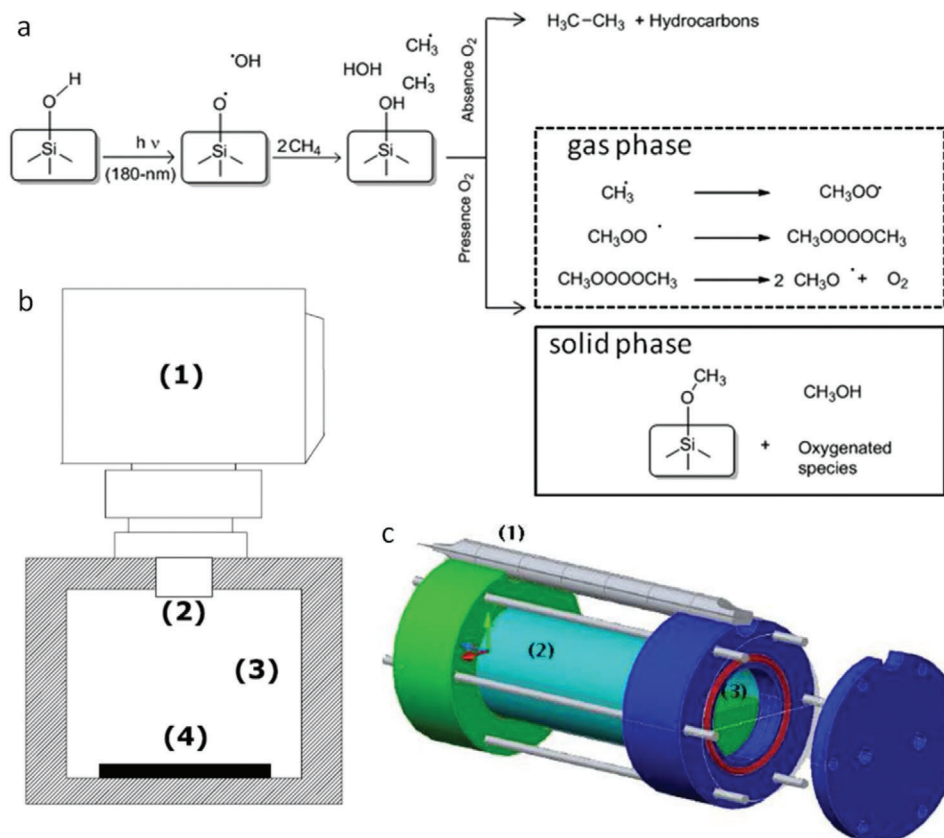 a
H
O
Si
h ν
(180-nm)
•OH
O•
Si
2CH4
HOH
CH3•
CH3•
OH
Si
Absence O2
Presence O2
H3C-CH3 + Hydrocarbons
gas phase
CH3• CH3OO•
CH3OO • CH3OOOOCH3
CH3OOOOCH3 2 CH3O • + O2
solid phase
CH3
O
Si
+
CH3OH
Oxygenated
species
b
(1)
(2)
(3)
(4)
c
(1)
(2)
(3)